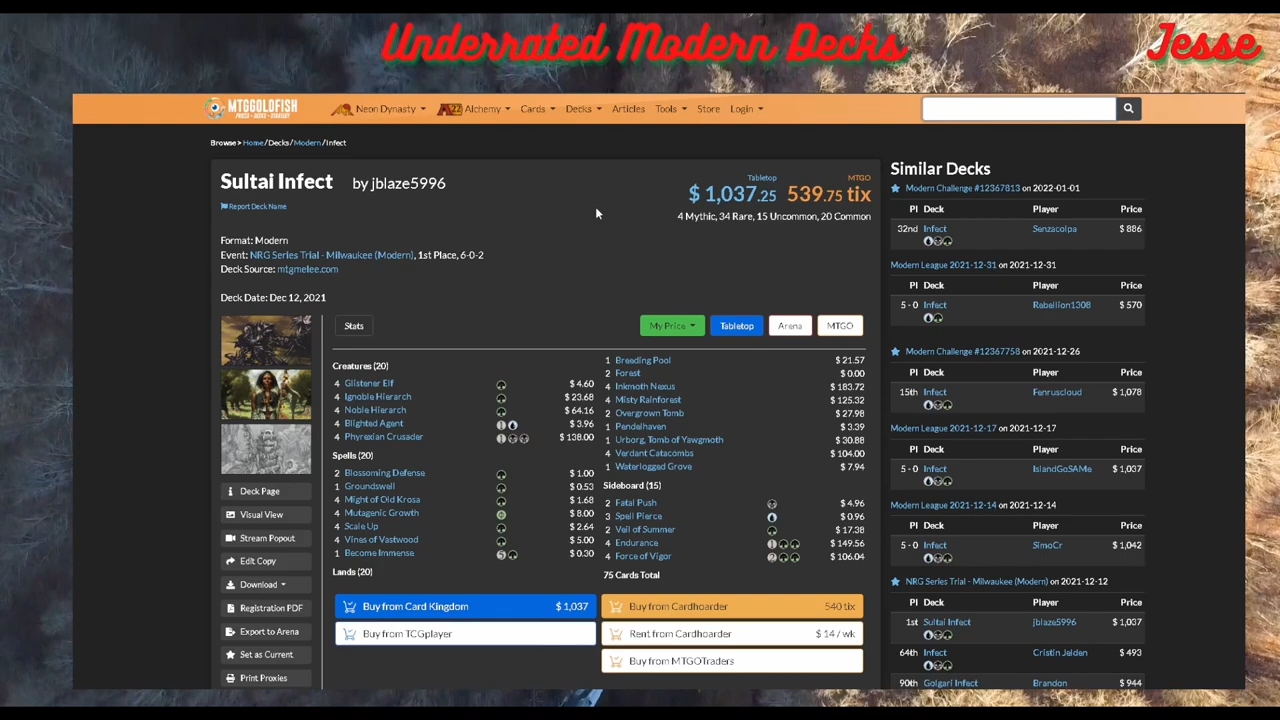 Underrated Modern Decks
Jesse
MTGGOLDFISH
Neon Dynasty
Alchemy
Cards
Decks
Articles
Tools
Store
Login
Browse > Home / Decks / Modern / Infect
Sultai Infect by jblaze5996
Report Deck Name
Tabletop
$ 1,037.25
MTGO
539.75 tix
4 Mythic, 34 Rare, 15 Uncommon, 20 Common
Format: Modern
Event: NRG Series Trial - Milwaukee (Modern), 1st Place, 6-0-2
Deck Source: mtgmelee.com
Deck Date: Dec 12, 2021
Stats
My Price
Tabletop
Arena
MTGO
Deck Page
Visual View
Stream Popout
Edit Copy
Download
Registration PDF
Export to Arena
Set as Current
Print Proxies
Creatures (20)
4 Glistener Elf $ 4.60
4 Ignoble Hierarch $ 23.68
4 Noble Hierarch $ 64.16
4 Blighted Agent 1 $ 3.96
4 Phyrexian Crusader 1 $ 138.00
Spells (20)
2 Blossoming Defense $ 1.00
1 Groundswell $ 0.53
4 Might of Old Krosa $ 1.68
4 Mutagenic Growth $ 8.00
4 Scale Up $ 2.64
4 Vines of Vastwood $ 5.00
1 Become Immense $ 0.30
Lands (20)
1 Breeding Pool $ 21.57
2 Forest $ 0.00
4 Inkmoth Nexus $ 183.72
4 Misty Rainforest $ 125.32
2 Overgrown Tomb $ 27.98
1 Pendelhaven $ 3.39
1 Urborg, Tomb of Yawgmoth $ 30.88
4 Verdant Catacombs $ 104.00
1 Waterlogged Grove $ 7.94
Sideboard (15)
2 Fatal Push $ 4.96
3 Spell Pierce $ 0.96
2 Veil of Summer $ 17.38
4 Endurance 1 $ 149.56
4 Force of Vigor 2 $ 106.04
75 Cards Total
Buy from Card Kingdom $ 1,037
Buy from TCGplayer
Buy from Cardhoarder 540 tix
Rent from Cardhoarder $ 14 / wk
Buy from MTGOTraders
Similar Decks
Modern Challenge #12367813 on 2022-01-01
Pl Deck Player Price
32nd Infect Senzacolpa $ 886
Modern League 2021-12-31 on 2021-12-31
Pl Deck Player Price
5 - 0 Infect Rebellion1308 $ 570
Modern Challenge #12367758 on 2021-12-26
Pl Deck Player Price
15th Infect Fenruscloud $ 1,078
Modern League 2021-12-17 on 2021-12-17
Pl Deck Player Price
5 - 0 Infect IslandGoSAMe $ 1,037
Modern League 2021-12-14 on 2021-12-14
Pl Deck Player Price
5 - 0 Infect SimoCr $ 1,042
NRG Series Trial - Milwaukee (Modern) on 2021-12-12
Pl Deck Player Price
1st Sultai Infect jblaze5996 $ 1,037
64th Infect Cristin Jelden $ 493
90th Golgari Infect Brandon $ 944